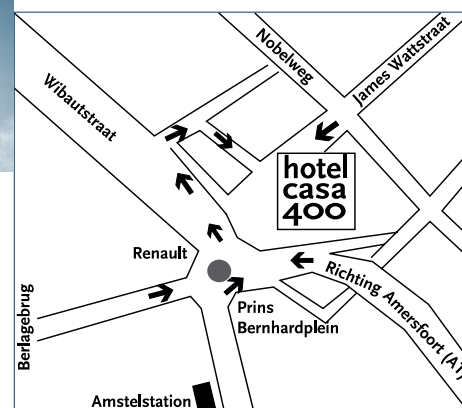 Nobelweg
James Wattstraat
Wibautstraat
hotel
casa
400
Renault
Richting Amersfoort (A1)
Prins
Bernhardplein
Berlagebrug
Amstelstation